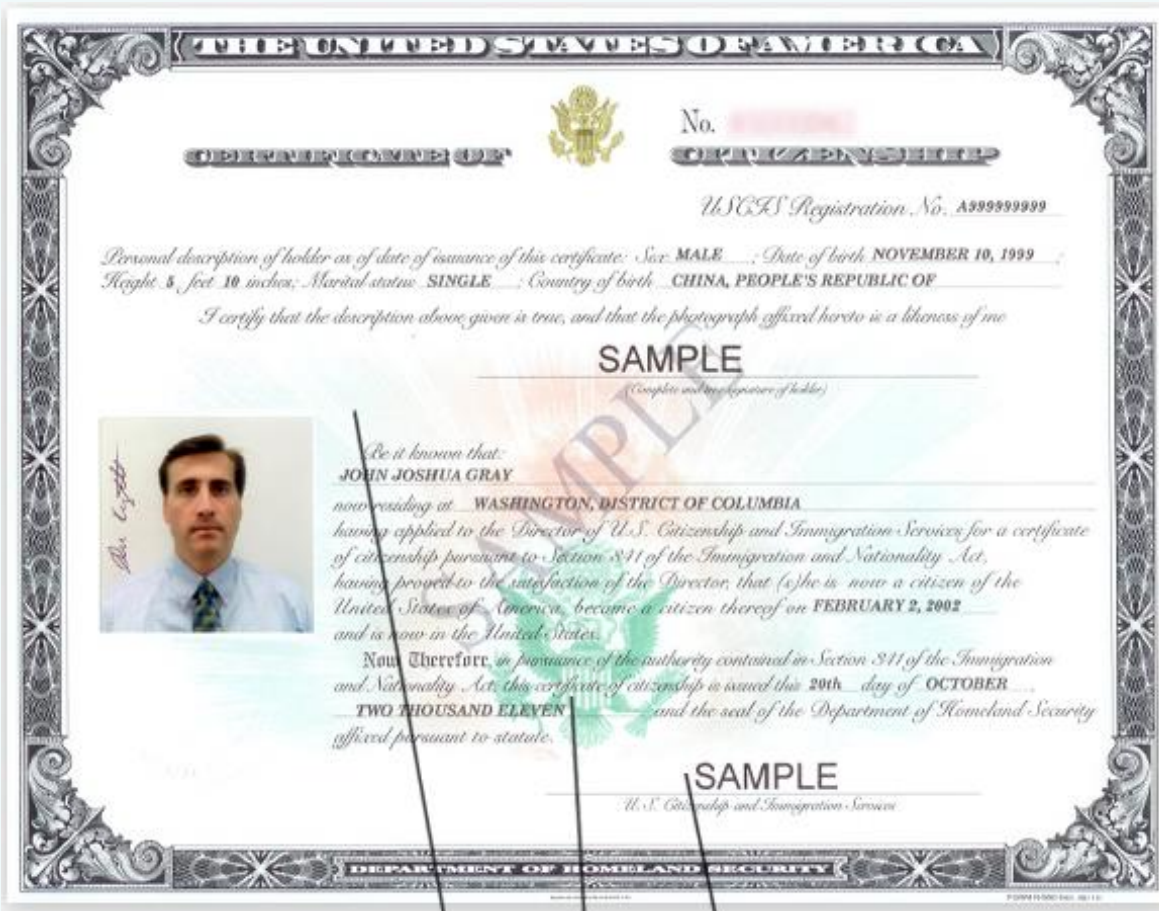 THE UNITED STATES OF AMERICA
No.
CERTIFICATE OF CITIZENSHIP
USCIS Registration No. A999999999
Personal description of holder as of date of issuance of this certificate: Sex: MALE ; Date of birth NOVEMBER 10, 1999 ;
Height 5 feet 10 inches; Marital status SINGLE ; Country of birth CHINA, PEOPLE'S REPUBLIC OF
I certify that the description above given is true, and that the photograph affixed hereto is a likeness of me
SAMPLE
(Complete and true signature of holder)
SAMPLE
Be it known that:
JOHN JOSHUA GRAY
now residing at WASHINGTON, DISTRICT OF COLUMBIA
having applied to the Director of U.S. Citizenship and Immigration Services for a certificate
of citizenship pursuant to Section 341 of the Immigration and Nationality Act,
having proved to the satisfaction of the Director, that (s)he is now a citizen of the
United States of America, became a citizen thereof on FEBRUARY 2, 2002
and is now in the United States.
Now Therefore, in pursuance of the authority contained in Section 341 of the Immigration
and Nationality Act, this certificate of citizenship is issued this 20th day of OCTOBER
TWO THOUSAND ELEVEN and the seal of the Department of Homeland Security
affixed pursuant to statute.
SAMPLE
U.S. Citizenship and Immigration Services
DEPARTMENT OF HOMELAND SECURITY